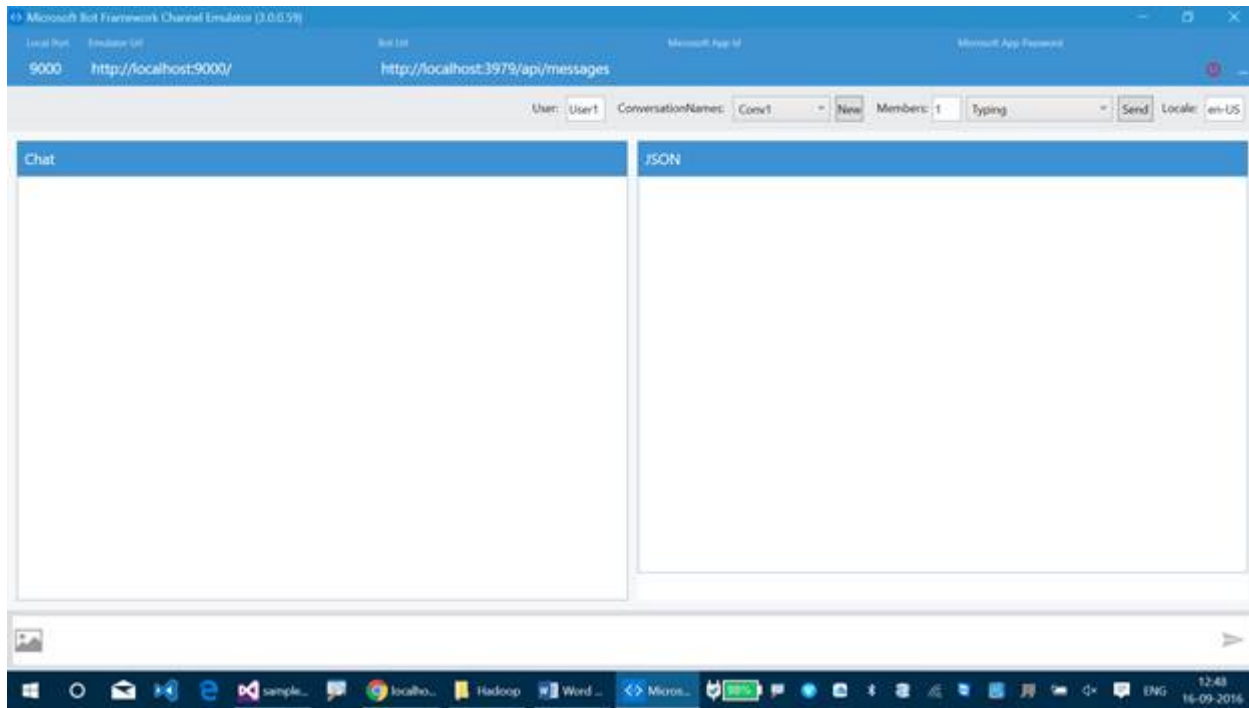 Microsoft Bot Framework Channel Emulator (3.0.0.59)
Local Port Emulator Url Bot Url Microsoft App Id Microsoft App Password
9000 http://localhost:9000/ http://localhost:3979/api/messages
User: User1 ConversationNames: Conv1 New Members: 1 Typing Send Locale: en-US
Chat JSON
sample... localho... Hadoop Word ... Micros... 98% ENG 12:48
16-09-2016